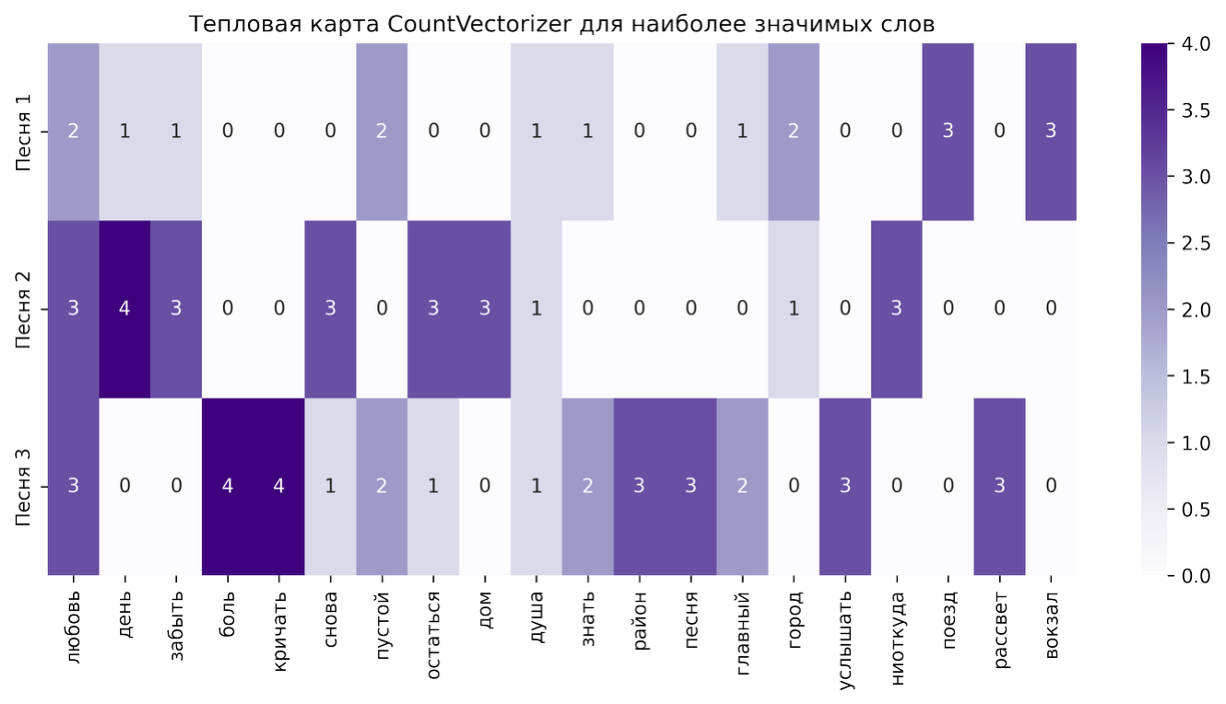 Тепловая карта CountVectorizer для наиболее значимых слов
Песня 1
2 1 1 0 0 0 2 0 0 1 1 0 0 1 2 0 0 3 0 3
Песня 2
3 4 3 0 0 3 0 3 3 1 0 0 0 0 1 0 3 0 0 0
Песня 3
3 0 0 4 4 1 2 1 0 1 2 3 3 2 0 3 0 0 3 0
любовь
день
забыть
боль
кричать
снова
пустой
остаться
дом
душа
знать
район
песня
главный
город
услышать
ниоткуда
поезд
рассвет
вокзал
4.0
3.5
3.0
2.5
2.0
1.5
1.0
0.5
0.0